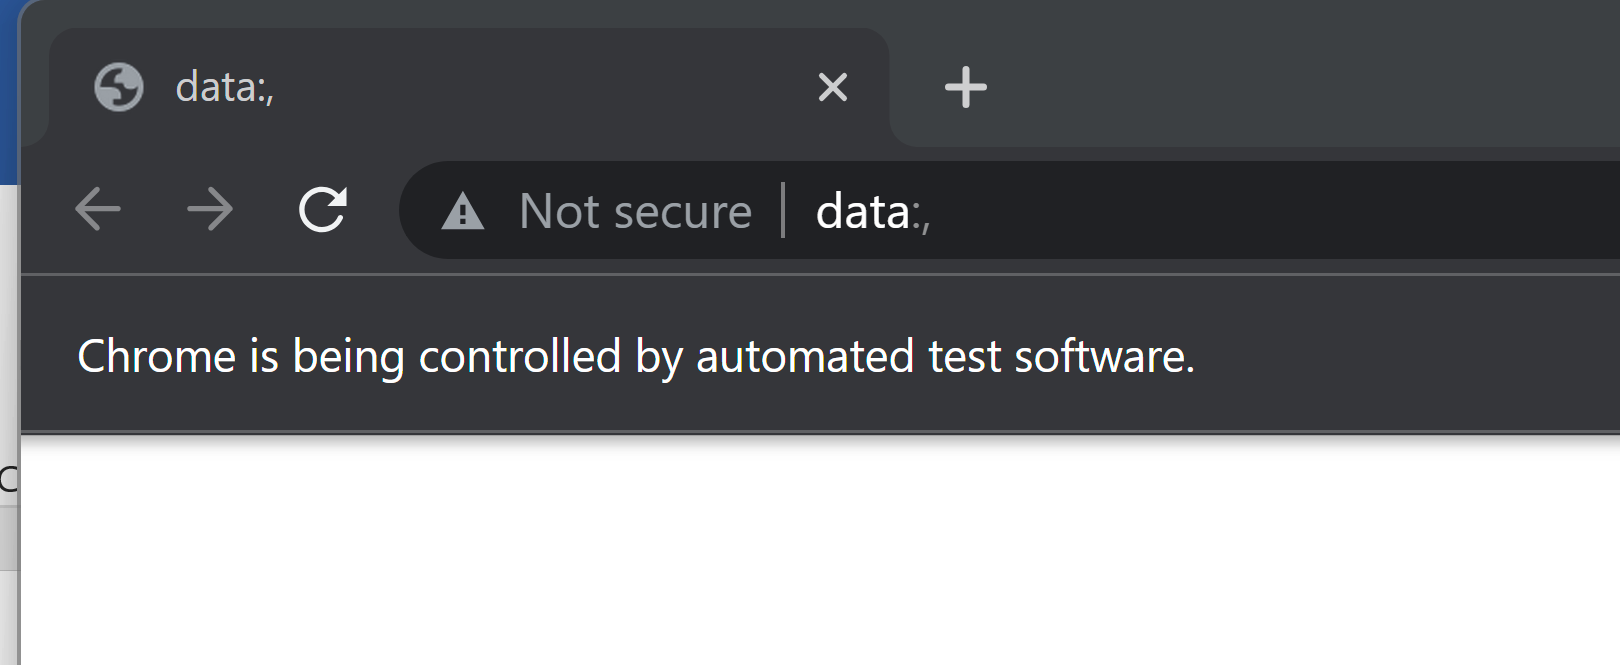 data:,
Not secure | data:,
Chrome is being controlled by automated test software.